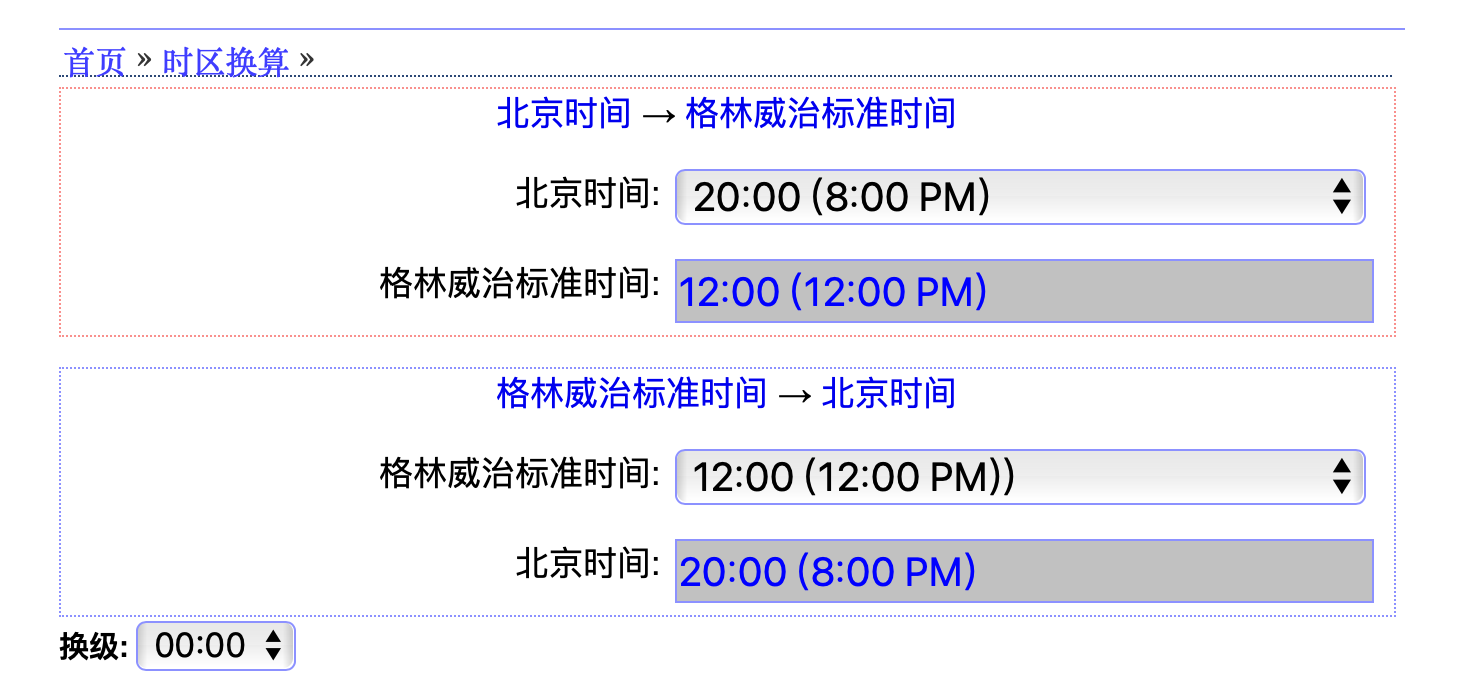 首页 » 时区换算 »
北京时间 → 格林威治标准时间
北京时间: 20:00 (8:00 PM)
格林威治标准时间: 12:00 (12:00 PM)
格林威治标准时间 → 北京时间
格林威治标准时间: 12:00 (12:00 PM))
北京时间: 20:00 (8:00 PM)
换级: 00:00